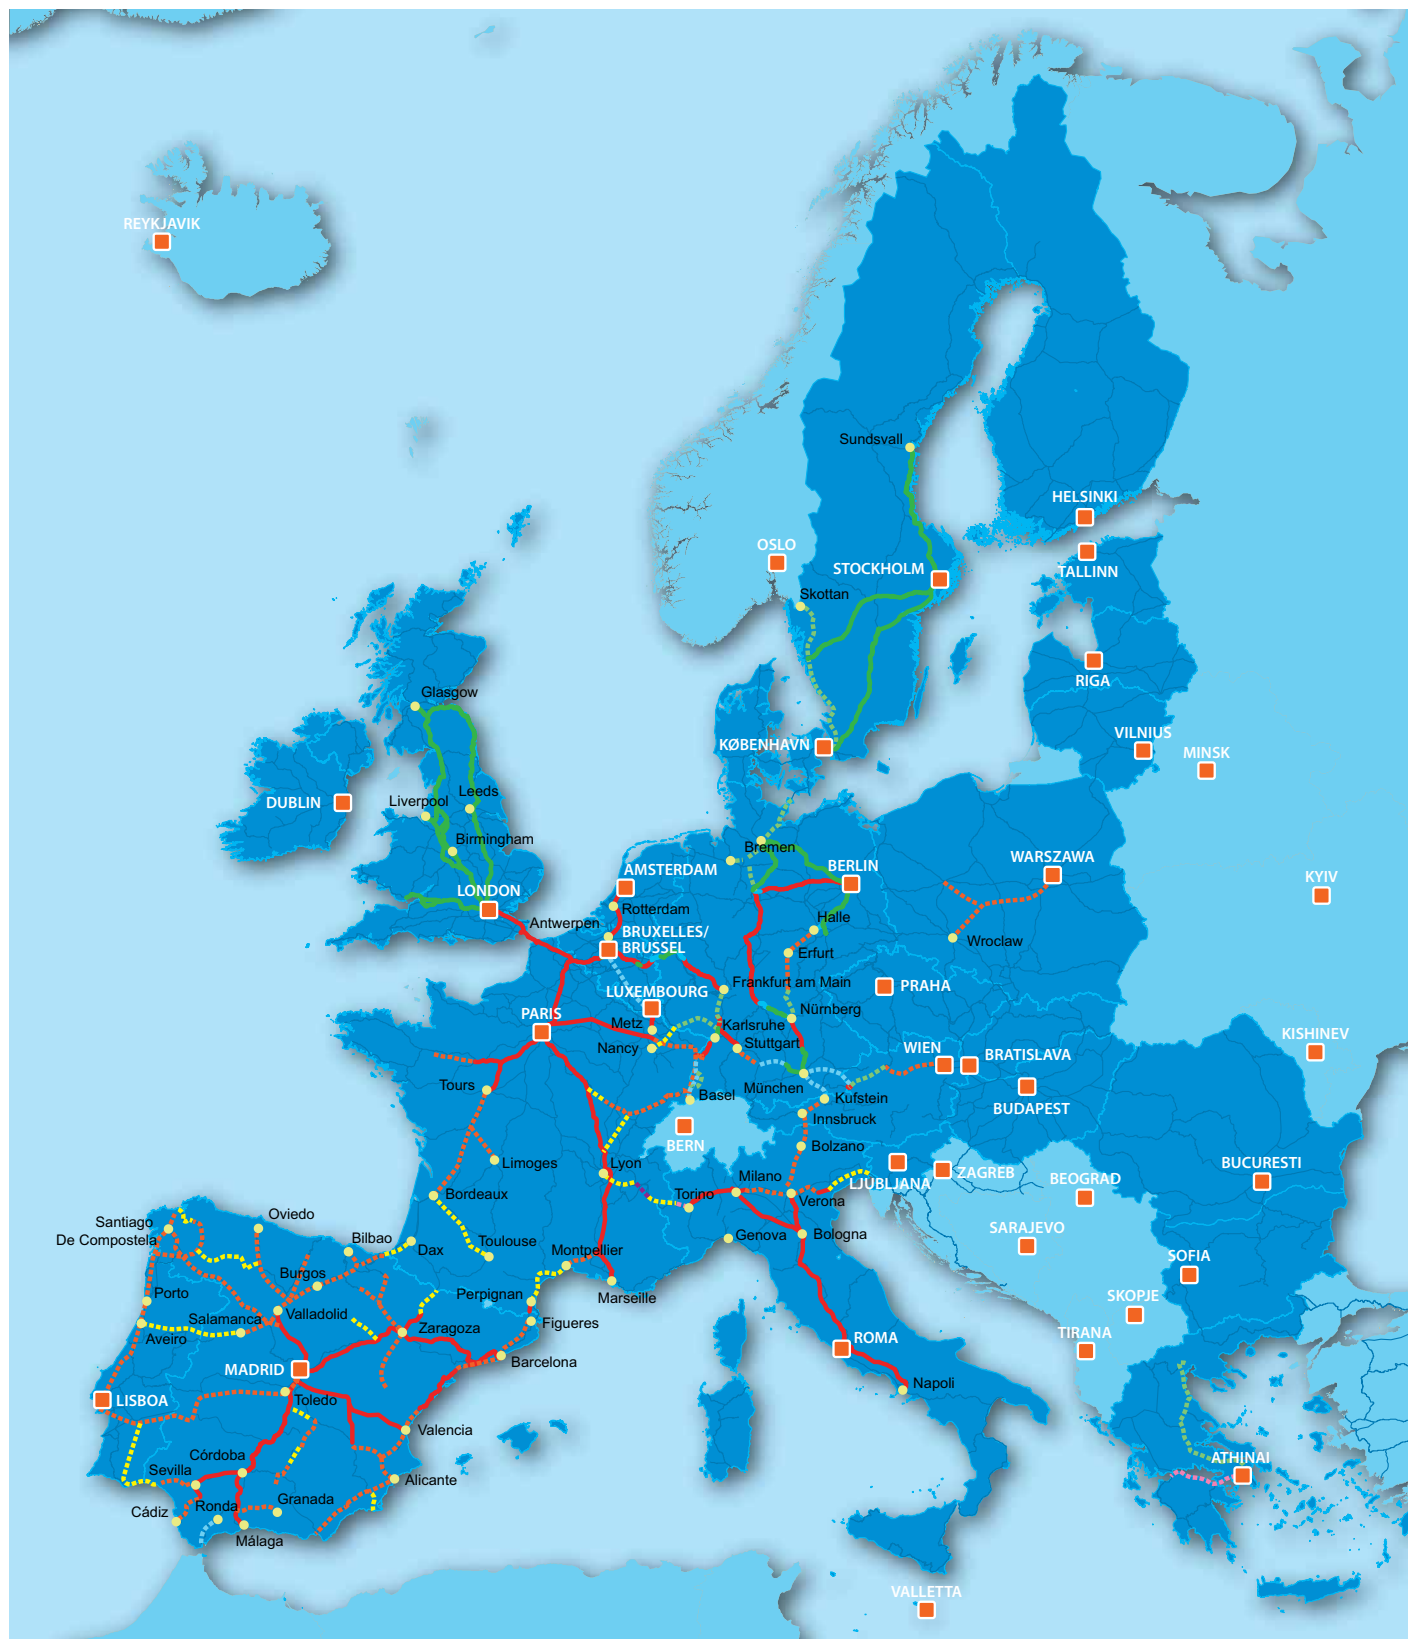 REYKJAVIK
Sundsvall
HELSINKI
OSLO
STOCKHOLM
TALLINN
Skottan
RIGA
Glasgow
VILNIUS
KØBENHAVN
MINSK
Leeds
Liverpool
DUBLIN
Birmingham
Bremen
WARSZAWA
AMSTERDAM
BERLIN
KYIV
LONDON
Rotterdam
Halle
Antwerpen
BRUXELLES/
BRUSSEL
Wroclaw
Erfurt
Frankfurt am Main
PRAHA
LUXEMBOURG
Nürnberg
PARIS
Metz
Karlsruhe
KISHINEV
Stuttgart
Nancy
WIEN
BRATISLAVA
Tours
München
Basel
Kufstein
BUDAPEST
Innsbruck
BERN
Bolzano
Limoges
Lyon
BUCURESTI
ZAGREB
Milano
BEOGRAD
LJUBLJANA
Bordeaux
Torino
Verona
Oviedo
Santiago
De Compostela
Bilbao
Dax
Toulouse
Genova
Bologna
SARAJEVO
Montpellier
SOFIA
Burgos
Porto
Perpignan
Marseille
SKOPJE
Salamanca
Valladolid
Figueres
Aveiro
Zaragoza
TIRANA
ROMA
Barcelona
MADRID
Napoli
LISBOA
Toledo
Valencia
Córdoba
ATHINAI
Sevilla
Alicante
Granada
Ronda
Cádiz
Málaga
VALLETTA